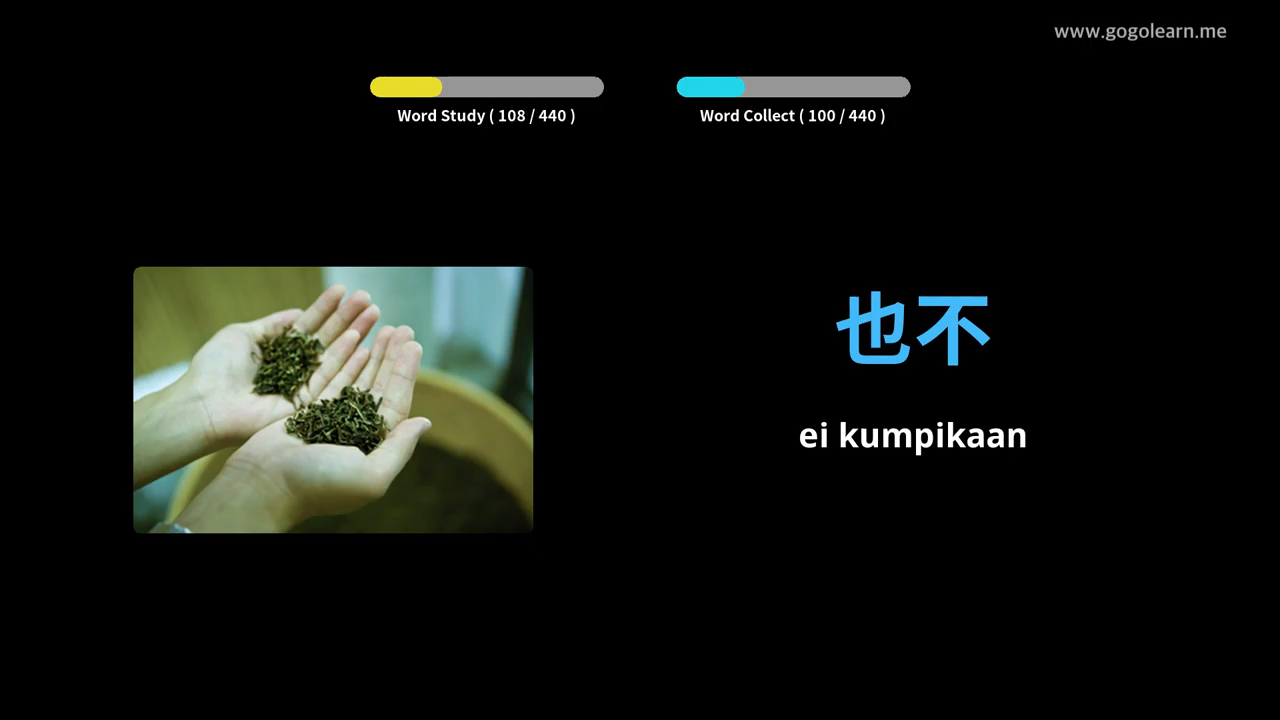 www.gogolearn.me
Word Study ( 108 / 440 )
Word Collect ( 100 / 440 )
也不
ei kumpikaan